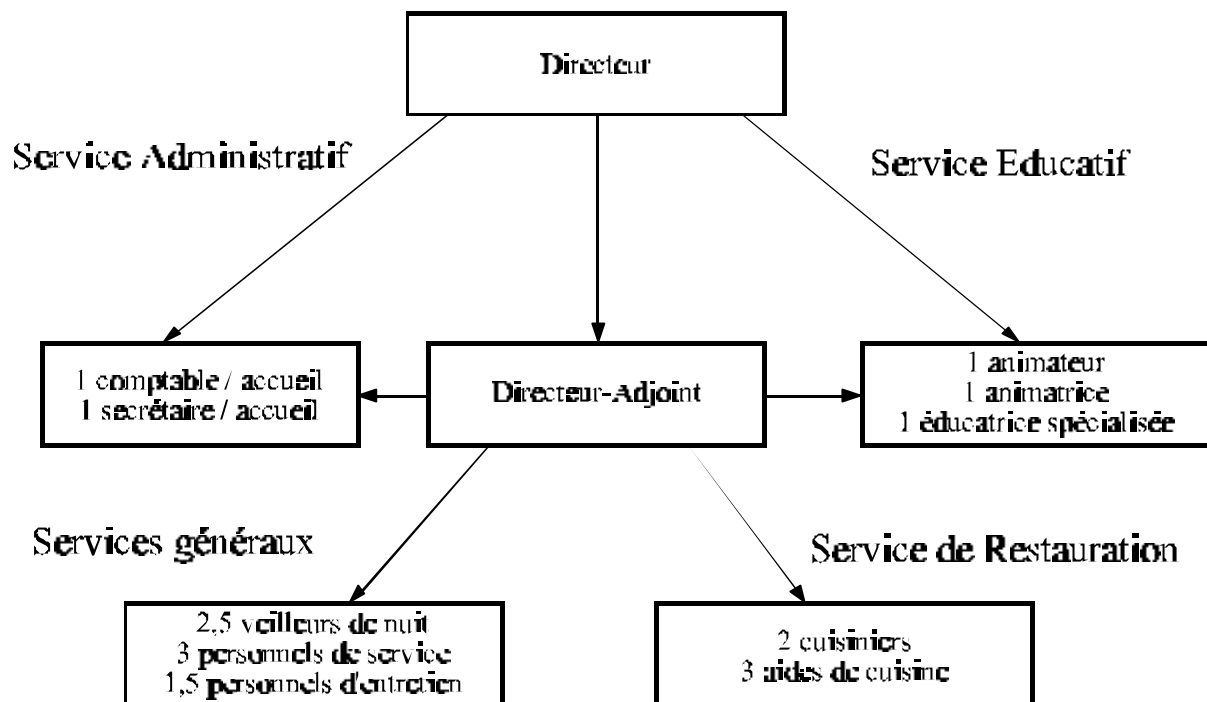 Directeur
Service Administratif
Service Educatif
1 comptable / accueil
1 secrétaire / accueil
Directeur-Adjoint
1 animateur
1 animatrice
1 éducatrice spécialisée
Services généraux
Service de Restauration
2,5 veilleurs de nuit
3 personnels de service
1,5 personnels d'entretien
2 cuisiniers
3 aides de cuisine